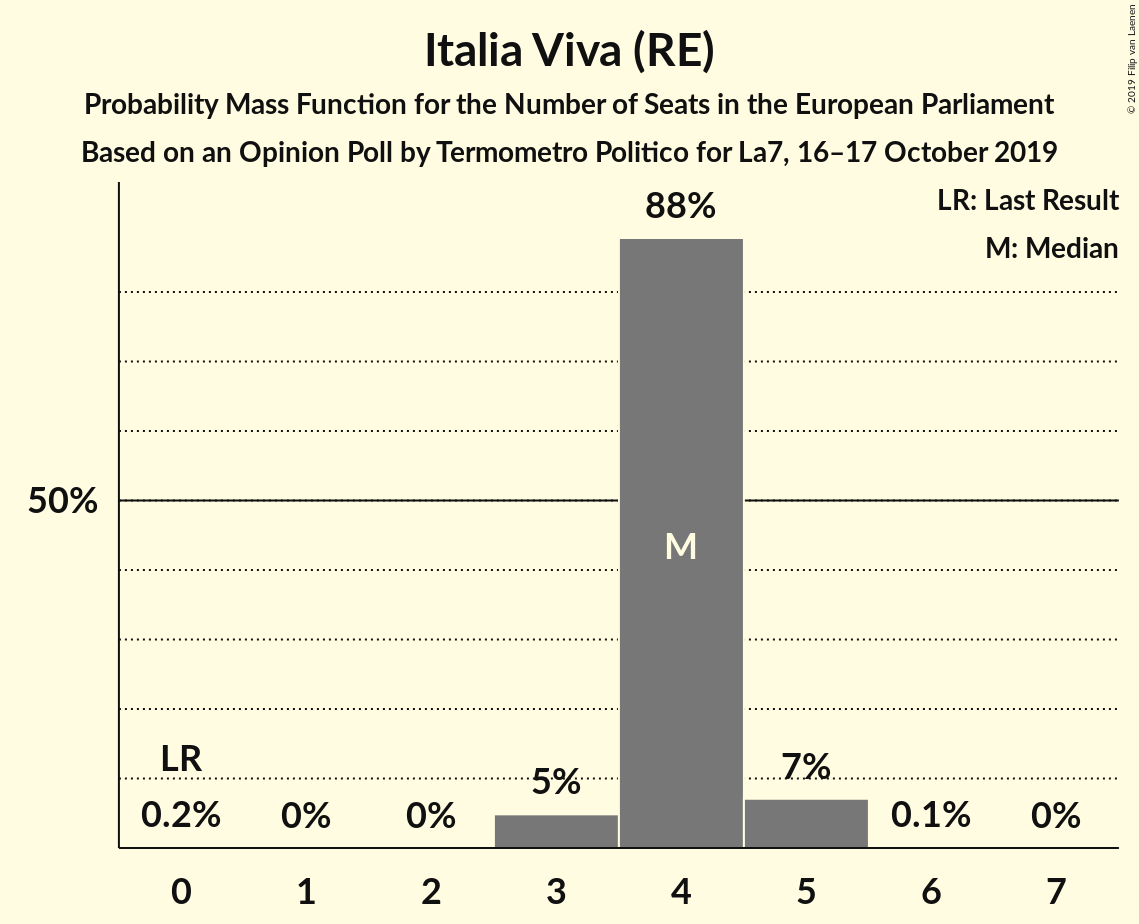 Italia Viva (RE)
Probability Mass Function for the Number of Seats in the European Parliament
Based on an Opinion Poll by Termometro Politico for La7, 16–17 October 2019
© 2019 Filip van Laenen
LR: Last Result
M: Median
88%
50%
M
LR
5%
7%
0.2%
0%
0%
0.1%
0%
0
1
2
3
4
5
6
7